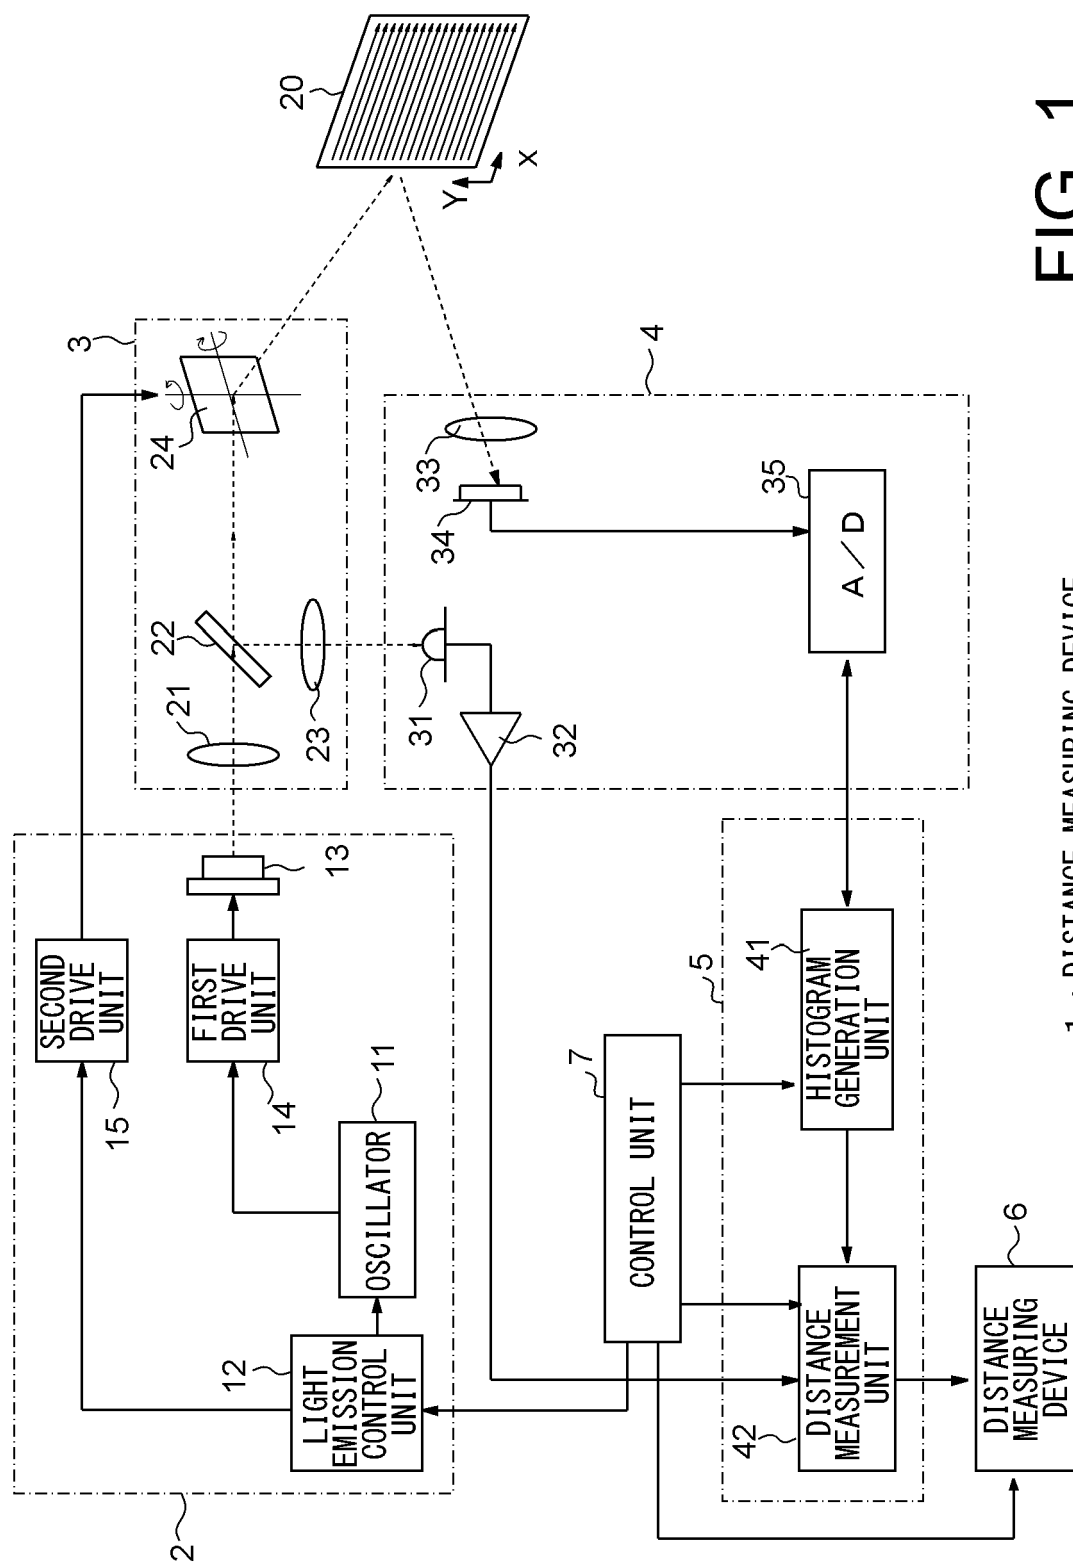 FIG. 1
1 : DISTANCE MEASURING DEVICE
2
12
LIGHT
EMISSION
CONTROL
UNIT
OSCILLATOR
11
SECOND
DRIVE
UNIT
15
FIRST
DRIVE
UNIT
14
13
3
21
22
23
24
20
Y
X
4
31
32
33
34
35
A/D
7
CONTROL UNIT
5
41
HISTOGRAM
GENERATION
UNIT
42
DISTANCE
MEASUREMENT
UNIT
6
DISTANCE
MEASURING
DEVICE